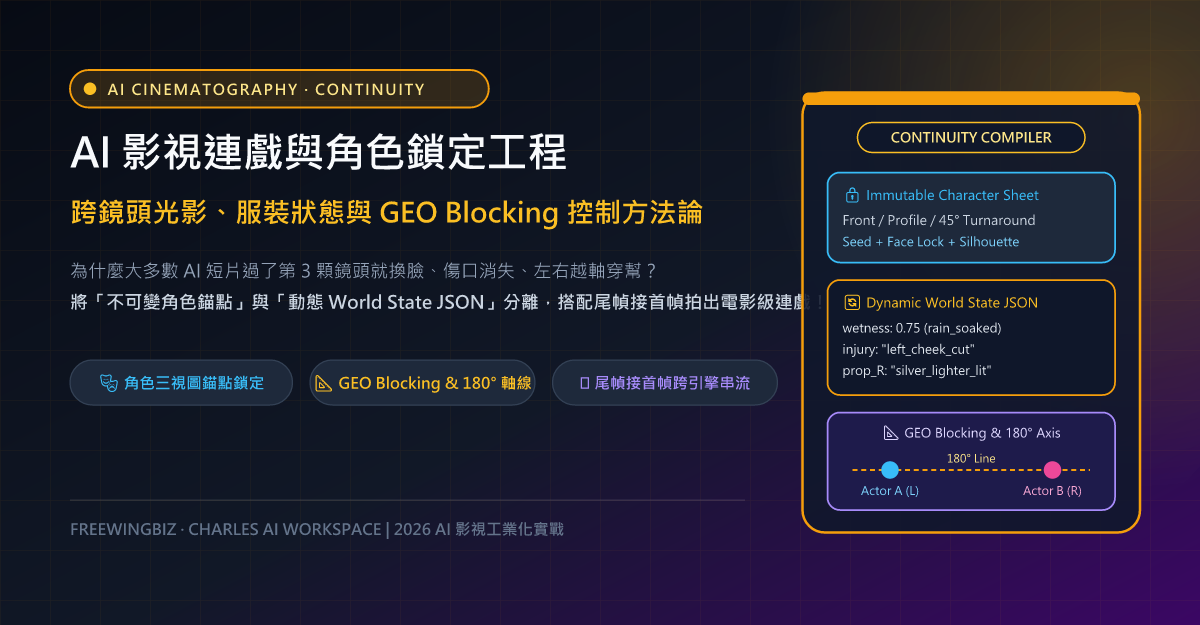 AI CINEMATOGRAPHY · CONTINUITY
AI 影視連戲與角色鎖定工程
跨鏡頭光影、服裝狀態與 GEO Blocking 控制方法論
為什麼大多數 AI 短片過了第 3 顆鏡頭就換臉、傷口消失、左右越軸穿幫？
將「不可變角色錨點」與「動態 World State JSON」分離，搭配尾幀接首幀拍出電影級連戲！
角色三視圖錨點鎖定
GEO Blocking & 180° 軸線
尾幀接首幀跨引擎串流
FREEWINGBIZ · CHARLES AI WORKSPACE | 2026 AI 影視工業化實戰
CONTINUITY COMPILER
Immutable Character Sheet
Front / Profile / 45° Turnaround
Seed + Face Lock + Silhouette
Dynamic World State JSON
wetness: 0.75 (rain_soaked)
injury: "left_cheek_cut"
prop_R: "silver_lighter_lit"
GEO Blocking & 180° Axis
180° Line
Actor A (L)
Actor B (R)